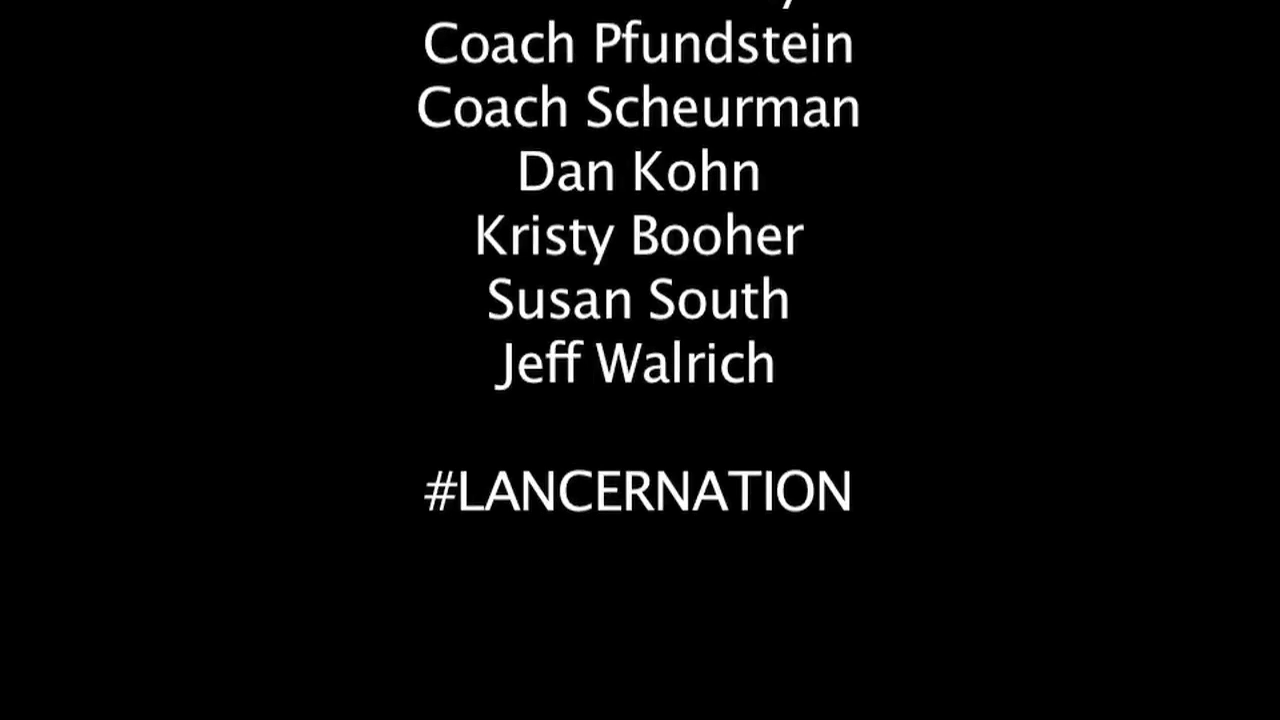 Coach Pfundstein
Coach Scheurman
Dan Kohn
Kristy Booher
Susan South
Jeff Walrich
#LANCERNATION